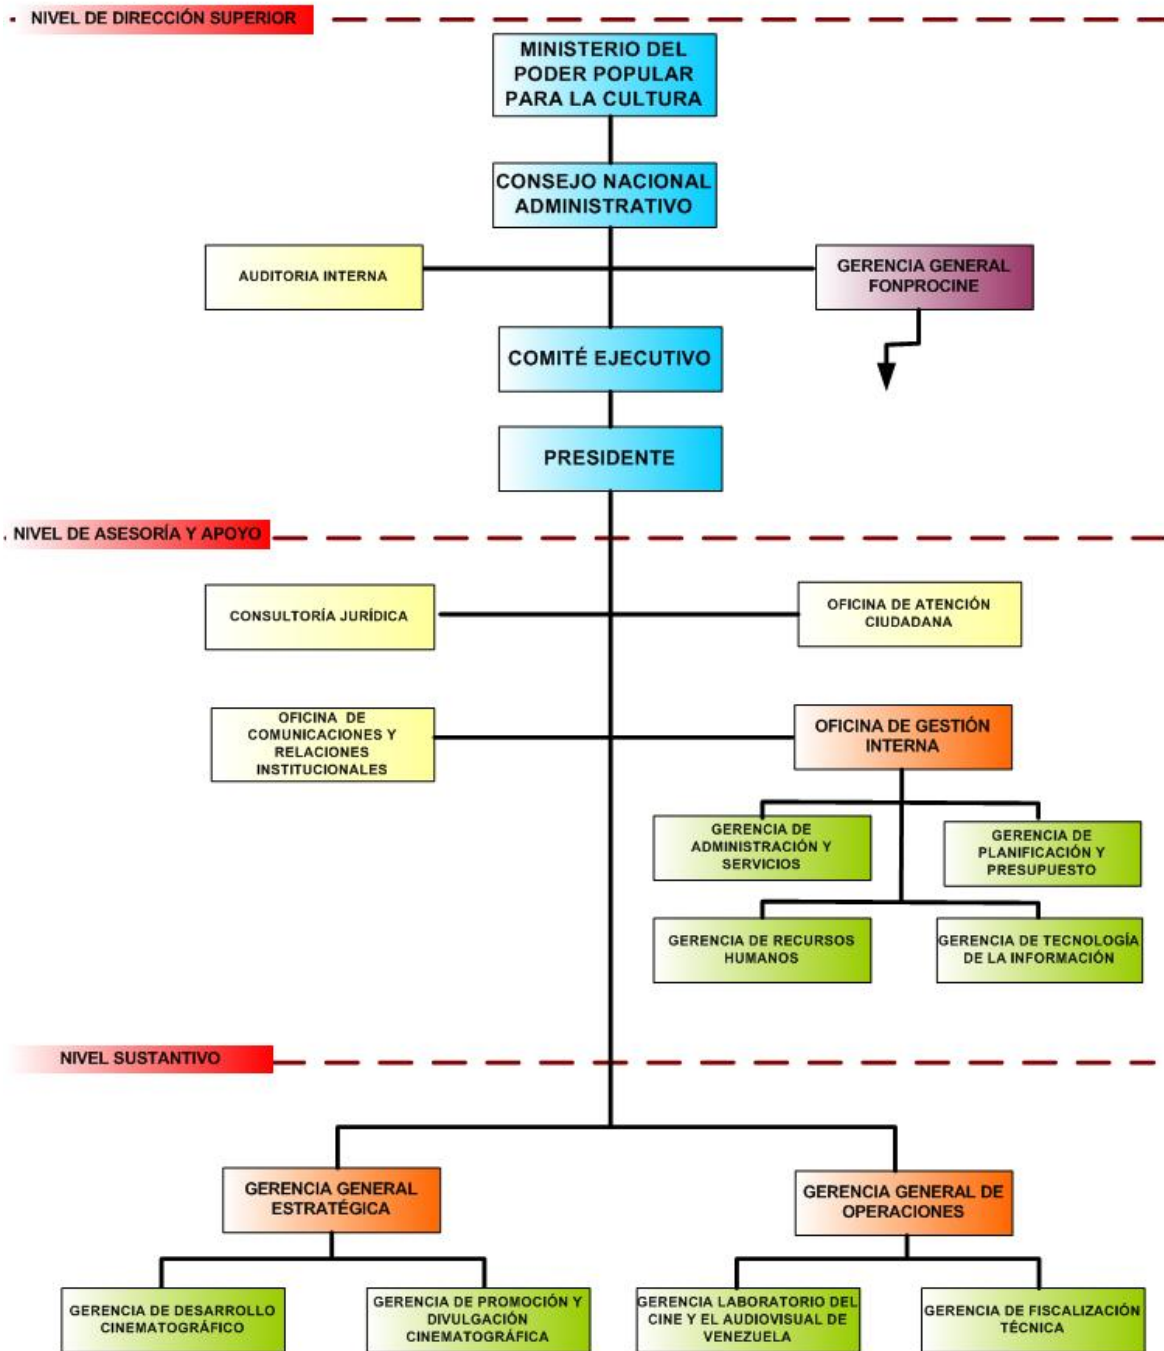 NIVEL DE DIRECCIÓN SUPERIOR
MINISTERIO DEL
PODER POPULAR
PARA LA CULTURA
CONSEJO NACIONAL
ADMINISTRATIVO
AUDITORIA INTERNA
GERENCIA GENERAL
FONPROCINE
COMITÉ EJECUTIVO
PRESIDENTE
NIVEL DE ASESORÍA Y APOYO
CONSULTORÍA JURÍDICA
OFICINA DE ATENCIÓN
CIUDADANA
OFICINA DE
COMUNICACIONES Y
RELACIONES
INSTITUCIONALES
OFICINA DE GESTIÓN
INTERNA
GERENCIA DE
ADMINISTRACIÓN Y
SERVICIOS
GERENCIA DE
PLANIFICACIÓN Y
PRESUPUESTO
GERENCIA DE RECURSOS
HUMANOS
GERENCIA DE TECNOLOGÍA
DE LA INFORMACIÓN
NIVEL SUSTANTIVO
GERENCIA GENERAL
ESTRATÉGICA
GERENCIA GENERAL DE
OPERACIONES
GERENCIA DE DESARROLLO
CINEMATOGRÁFICO
GERENCIA DE PROMOCIÓN Y
DIVULGACIÓN
CINEMATOGRÁFICA
GERENCIA LABORATORIO DEL
CINE Y EL AUDIOVISUAL DE
VENEZUELA
GERENCIA DE FISCALIZACIÓN
TÉCNICA